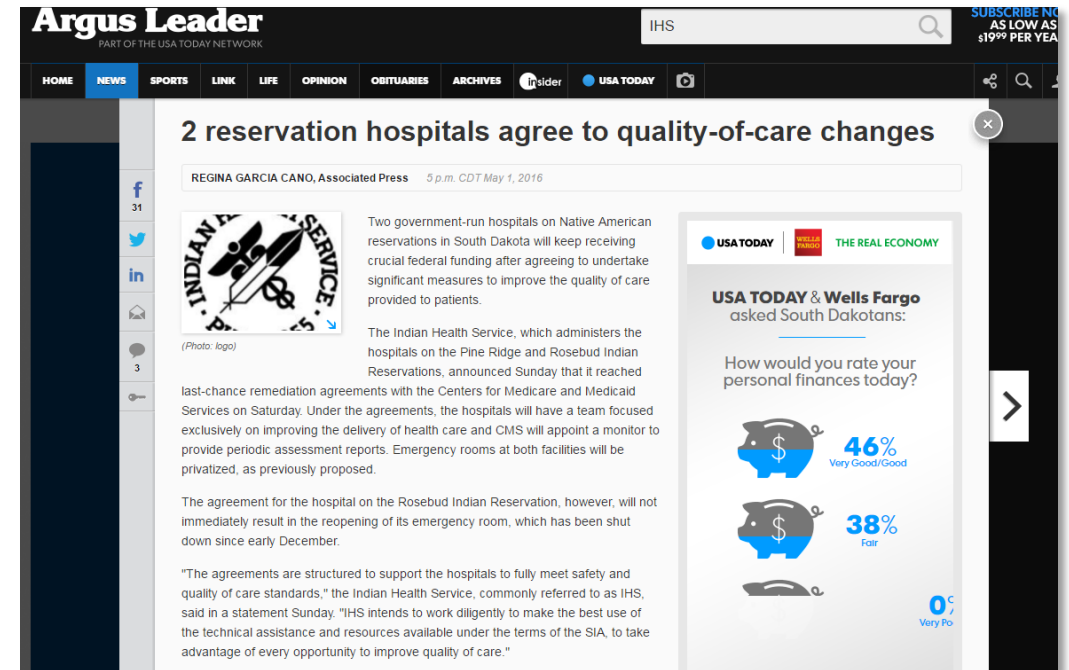 Argus Leader
PART OF THE USA TODAY NETWORK
IHS
SUBSCRIBE
AS LOW AS
$19⁹⁹ PER
HOME NEWS SPORTS LINK LIFE OPINION OBITUARIES ARCHIVES insider USA TODAY
2 reservation hospitals agree to quality-of-care changes
REGINA GARCIA CANO, Associated Press 5 p.m. CDT May 1, 2016
31
3
INDIAN SERVICE
(Photo: logo)
Two government-run hospitals on Native American
reservations in South Dakota will keep receiving
crucial federal funding after agreeing to undertake
significant measures to improve the quality of care
provided to patients.
The Indian Health Service, which administers the
hospitals on the Pine Ridge and Rosebud Indian
Reservations, announced Sunday that it reached
last-chance remediation agreements with the Centers for Medicare and Medicaid
Services on Saturday. Under the agreements, the hospitals will have a team focused
exclusively on improving the delivery of health care and CMS will appoint a monitor to
provide periodic assessment reports. Emergency rooms at both facilities will be
privatized, as previously proposed.
The agreement for the hospital on the Rosebud Indian Reservation, however, will not
immediately result in the reopening of its emergency room, which has been shut
down since early December.
"The agreements are structured to support the hospitals to fully meet safety and
quality of care standards," the Indian Health Service, commonly referred to as IHS,
said in a statement Sunday. "IHS intends to work diligently to make the best use of
the technical assistance and resources available under the terms of the SIA, to take
advantage of every opportunity to improve quality of care."
USA TODAY WELLS FARGO THE REAL ECONOMY
USA TODAY & Wells Fargo
asked South Dakotans:
How would you rate your
personal finances today?
$ 46%
Very Good/Good
$ 38%
Fair
0%
Very